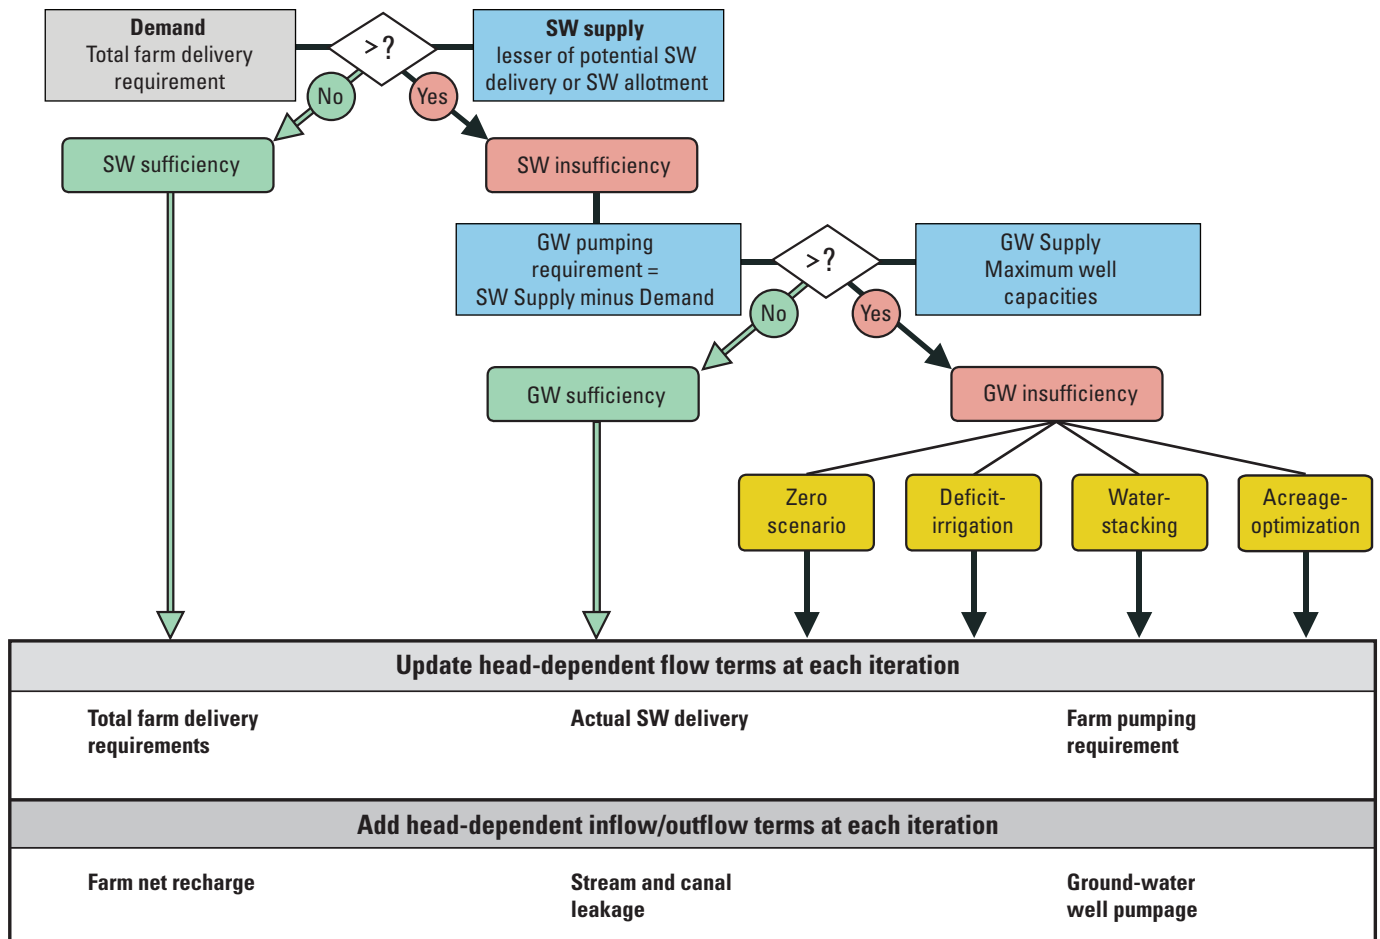 Demand
Total farm delivery
requirement
>?
SW supply
lesser of potential SW
delivery or SW allotment
No
Yes
SW sufficiency
SW insufficiency
GW pumping
requirement =
SW Supply minus Demand
>?
GW Supply
Maximum well
capacities
No
Yes
GW sufficiency
GW insufficiency
Zero
scenario
Deficit-
irrigation
Water-
stacking
Acreage-
optimization
Update head-dependent flow terms at each iteration
Total farm delivery
requirements
Actual SW delivery
Farm pumping
requirement
Add head-dependent inflow/outflow terms at each iteration
Farm net recharge
Stream and canal
leakage
Ground-water
well pumpage